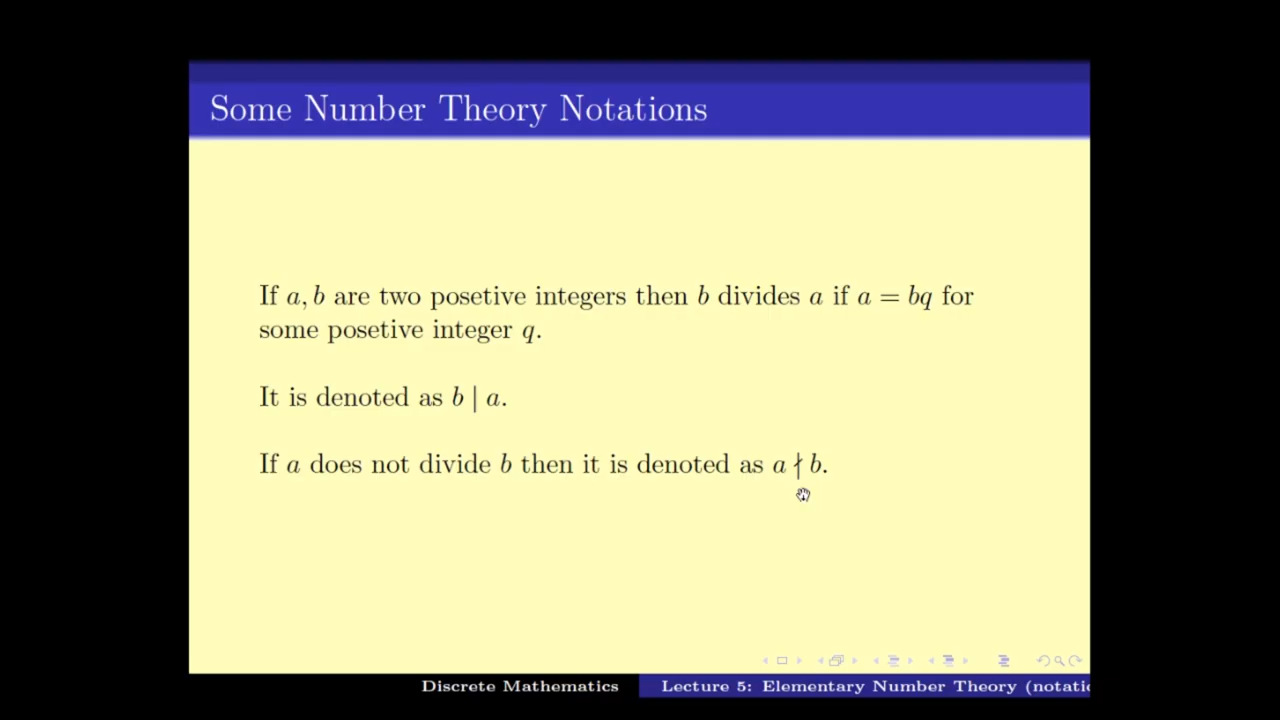 Some Number Theory Notations
If a, b are two posetive integers then b divides a if a = bq for
some posetive integer q.
It is denoted as b | a.
If a does not divide b then it is denoted as a ∤ b.
Discrete Mathematics
Lecture 5: Elementary Number Theory (notatio